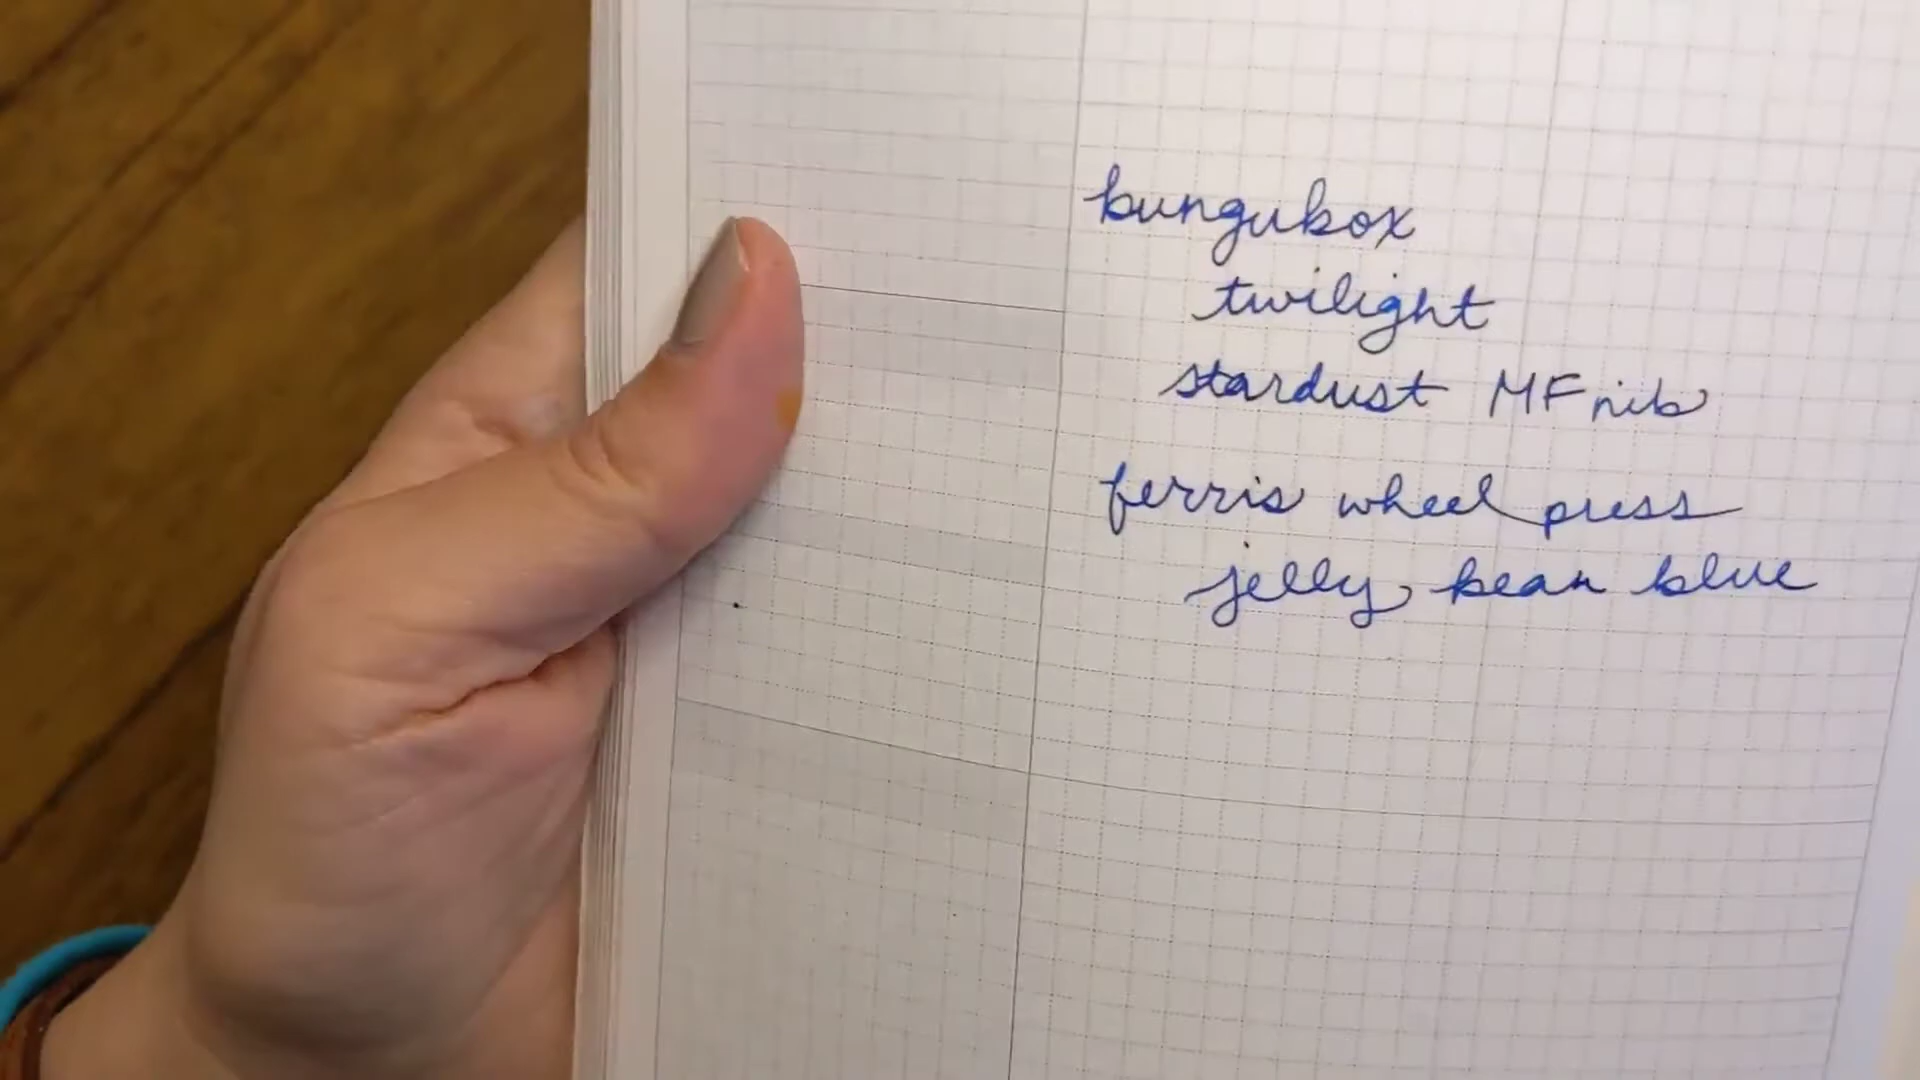 bungubox
twilight
stardust MF nib
ferris wheel press
jelly bean blue